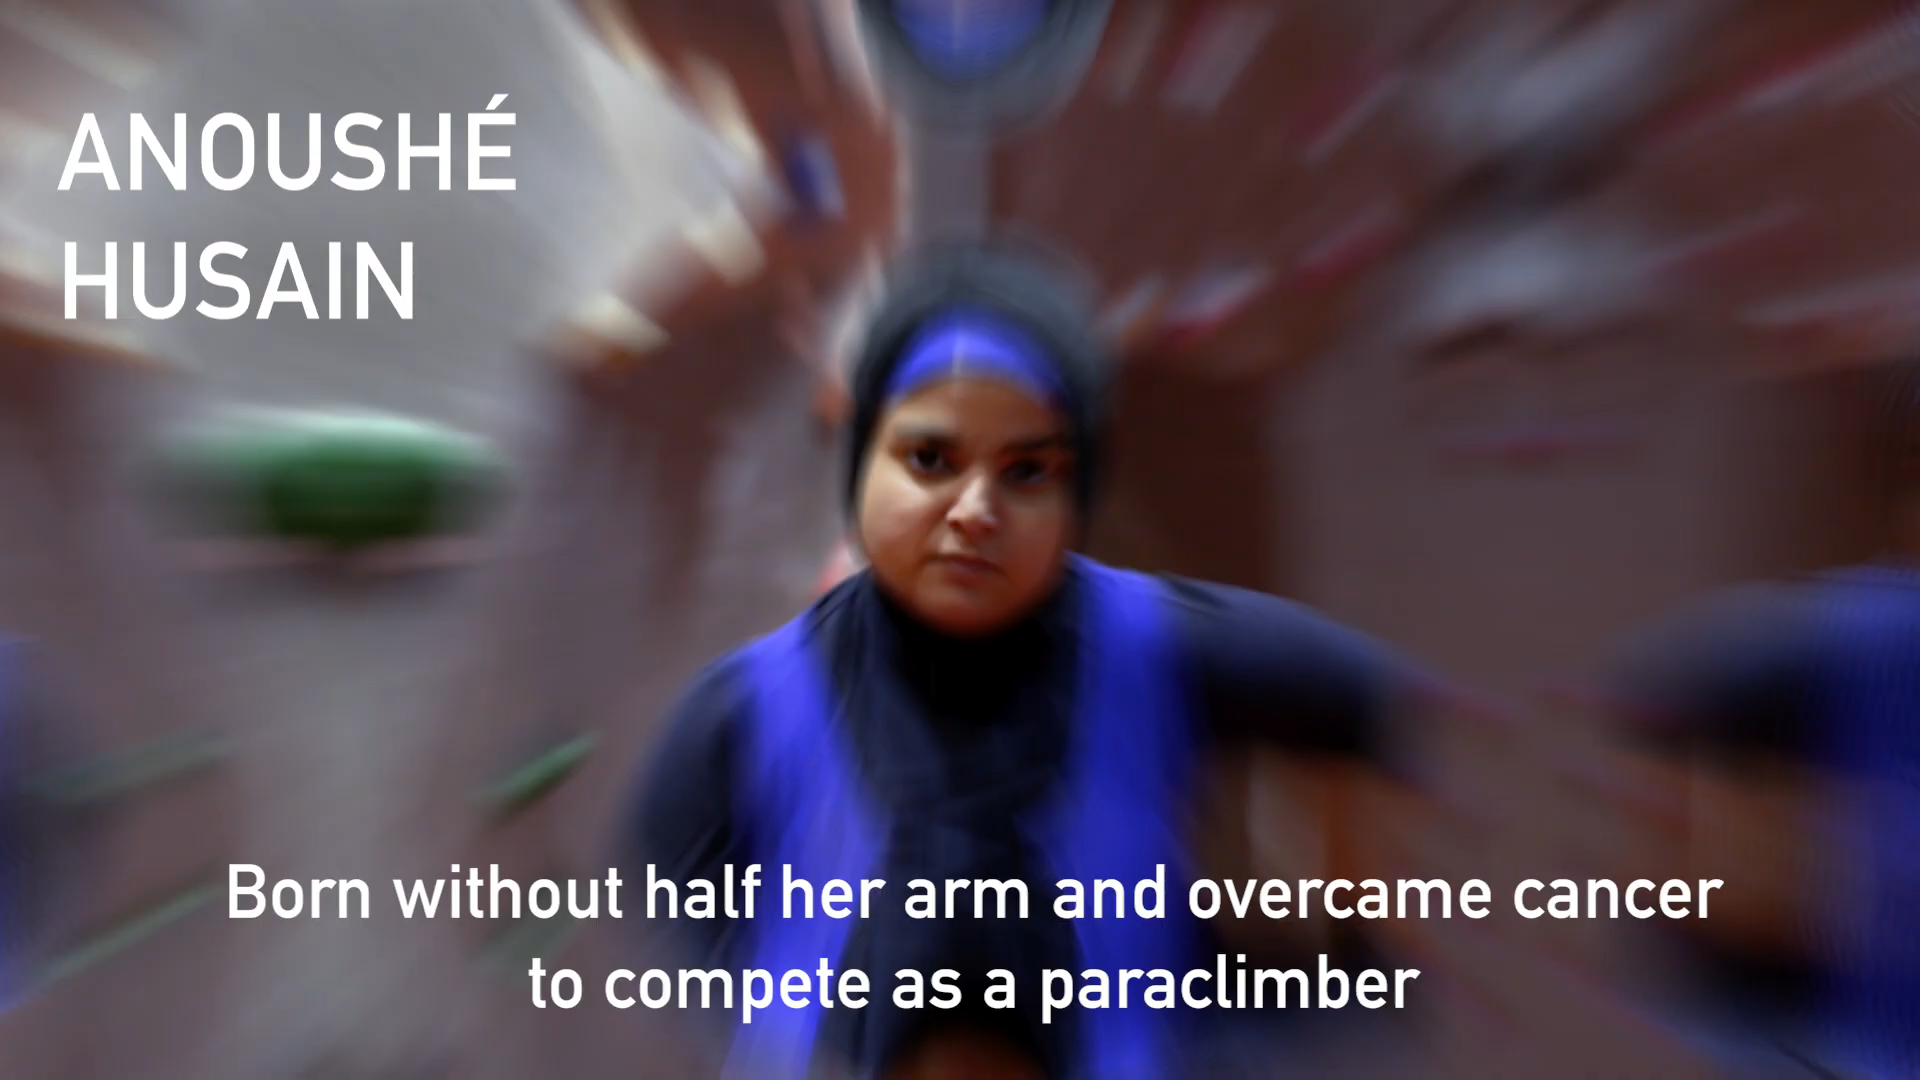 ANOUSHÉ
HUSAIN
Born without half her arm and overcame cancer
to compete as a paraclimber